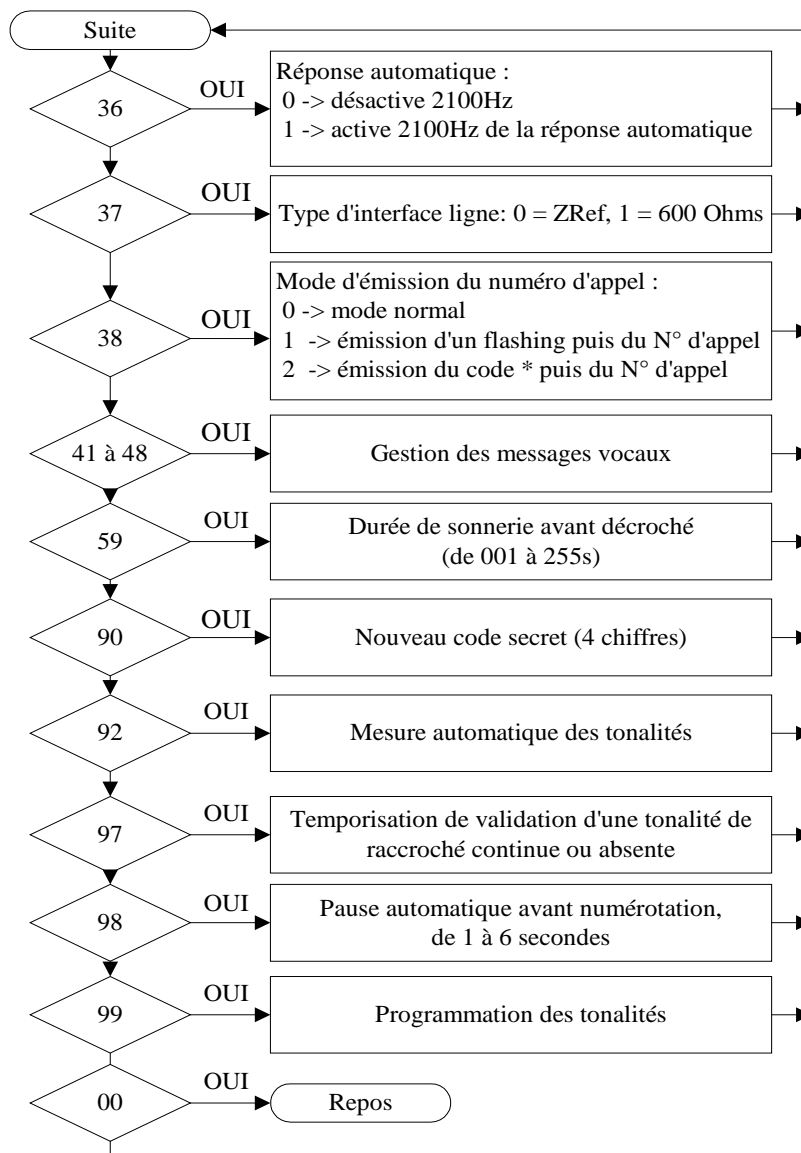 Suite
36
OUI
Réponse automatique :
0 -> désactive 2100Hz
1 -> active 2100Hz de la réponse automatique
37
OUI
Type d'interface ligne: 0 = ZRef, 1 = 600 Ohms
38
OUI
Mode d'émission du numéro d'appel :
0 -> mode normal
1 -> émission d'un flashing puis du N° d'appel
2 -> émission du code * puis du N° d'appel
41 à 48
OUI
Gestion des messages vocaux
59
OUI
Durée de sonnerie avant décroché
(de 001 à 255s)
90
OUI
Nouveau code secret (4 chiffres)
92
OUI
Mesure automatique des tonalités
97
OUI
Temporisation de validation d'une tonalité de
raccroché continue ou absente
98
OUI
Pause automatique avant numérotation,
de 1 à 6 secondes
99
OUI
Programmation des tonalités
00
OUI
Repos